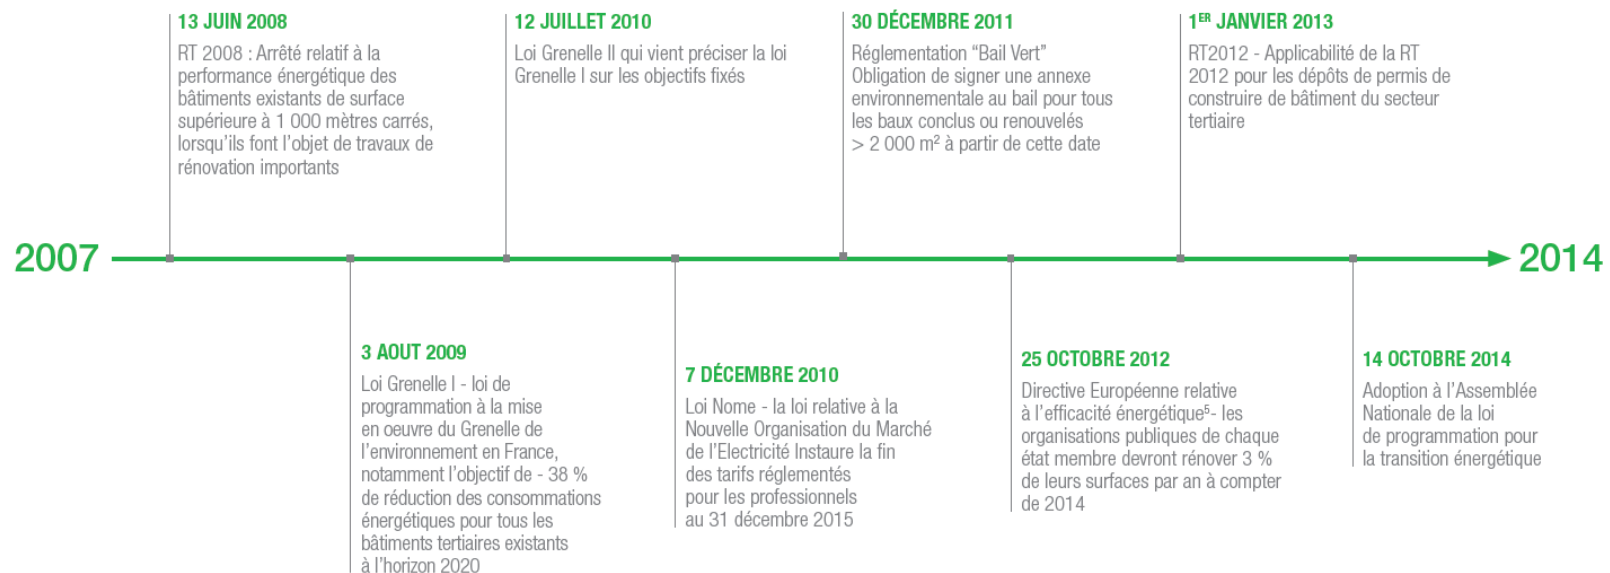 13 JUIN 2008
RT 2008 : Arrêté relatif à la
performance énergétique des
bâtiments existants de surface
supérieure à 1 000 mètres carrés,
lorsqu’ils font l’objet de travaux de
rénovation importants
12 JUILLET 2010
Loi Grenelle II qui vient préciser la loi
Grenelle I sur les objectifs fixés
30 DÉCEMBRE 2011
Réglementation “Bail Vert”
Obligation de signer une annexe
environnementale au bail pour tous
les baux conclus ou renouvelés
> 2 000 m² à partir de cette date
1ER JANVIER 2013
RT2012 - Applicabilité de la RT
2012 pour les dépôts de permis de
construire de bâtiment du secteur
tertiaire
2007
2014
3 AOUT 2009
Loi Grenelle I - loi de
programmation à la mise
en oeuvre du Grenelle de
l’environnement en France,
notamment l’objectif de - 38 %
de réduction des consommations
énergétiques pour tous les
bâtiments tertiaires existants
à l’horizon 2020
7 DÉCEMBRE 2010
Loi Nome - la loi relative à la
Nouvelle Organisation du Marché
de l’Electricité Instaure la fin
des tarifs réglementés
pour les professionnels
au 31 décembre 2015
25 OCTOBRE 2012
Directive Européenne relative
à l’efficacité énergétique⁵- les
organisations publiques de chaque
état membre devront rénover 3 %
de leurs surfaces par an à compter
de 2014
14 OCTOBRE 2014
Adoption à l’Assemblée
Nationale de la loi
de programmation pour
la transition énergétique